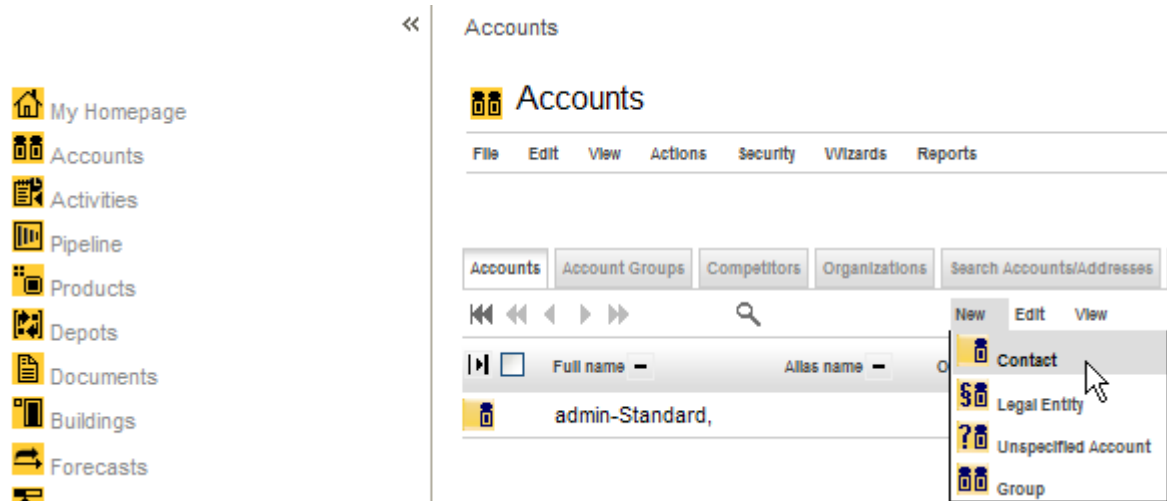 «
My Homepage
Accounts
Activities
Pipeline
Products
Depots
Documents
Buildings
Forecasts
Accounts
Accounts
File Edit View Actions Security Wizards Reports
Accounts Account Groups Competitors Organizations Search Accounts/Addresses
New Edit View
Full name Alias name O
admin-Standard,
Contact
Legal Entity
Unspecified Account
Group